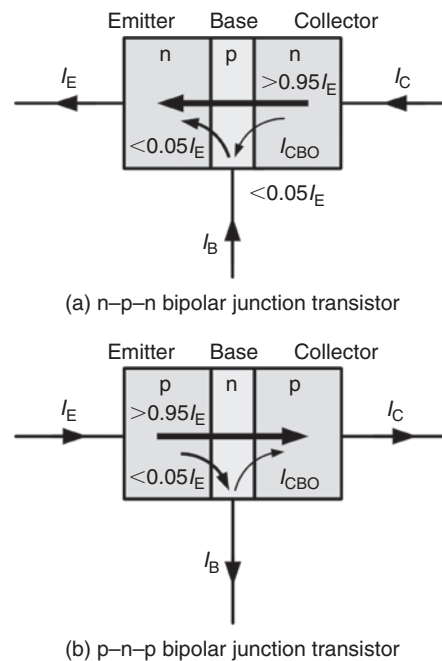 Emitter Base Collector
n p n
I_E >0.95I_E I_C
<0.05I_E I_CBO
<0.05I_E
I_B
(a) n–p–n bipolar junction transistor
Emitter Base Collector
p n p
I_E >0.95I_E I_C
<0.05I_E I_CBO
I_B
(b) p–n–p bipolar junction transistor